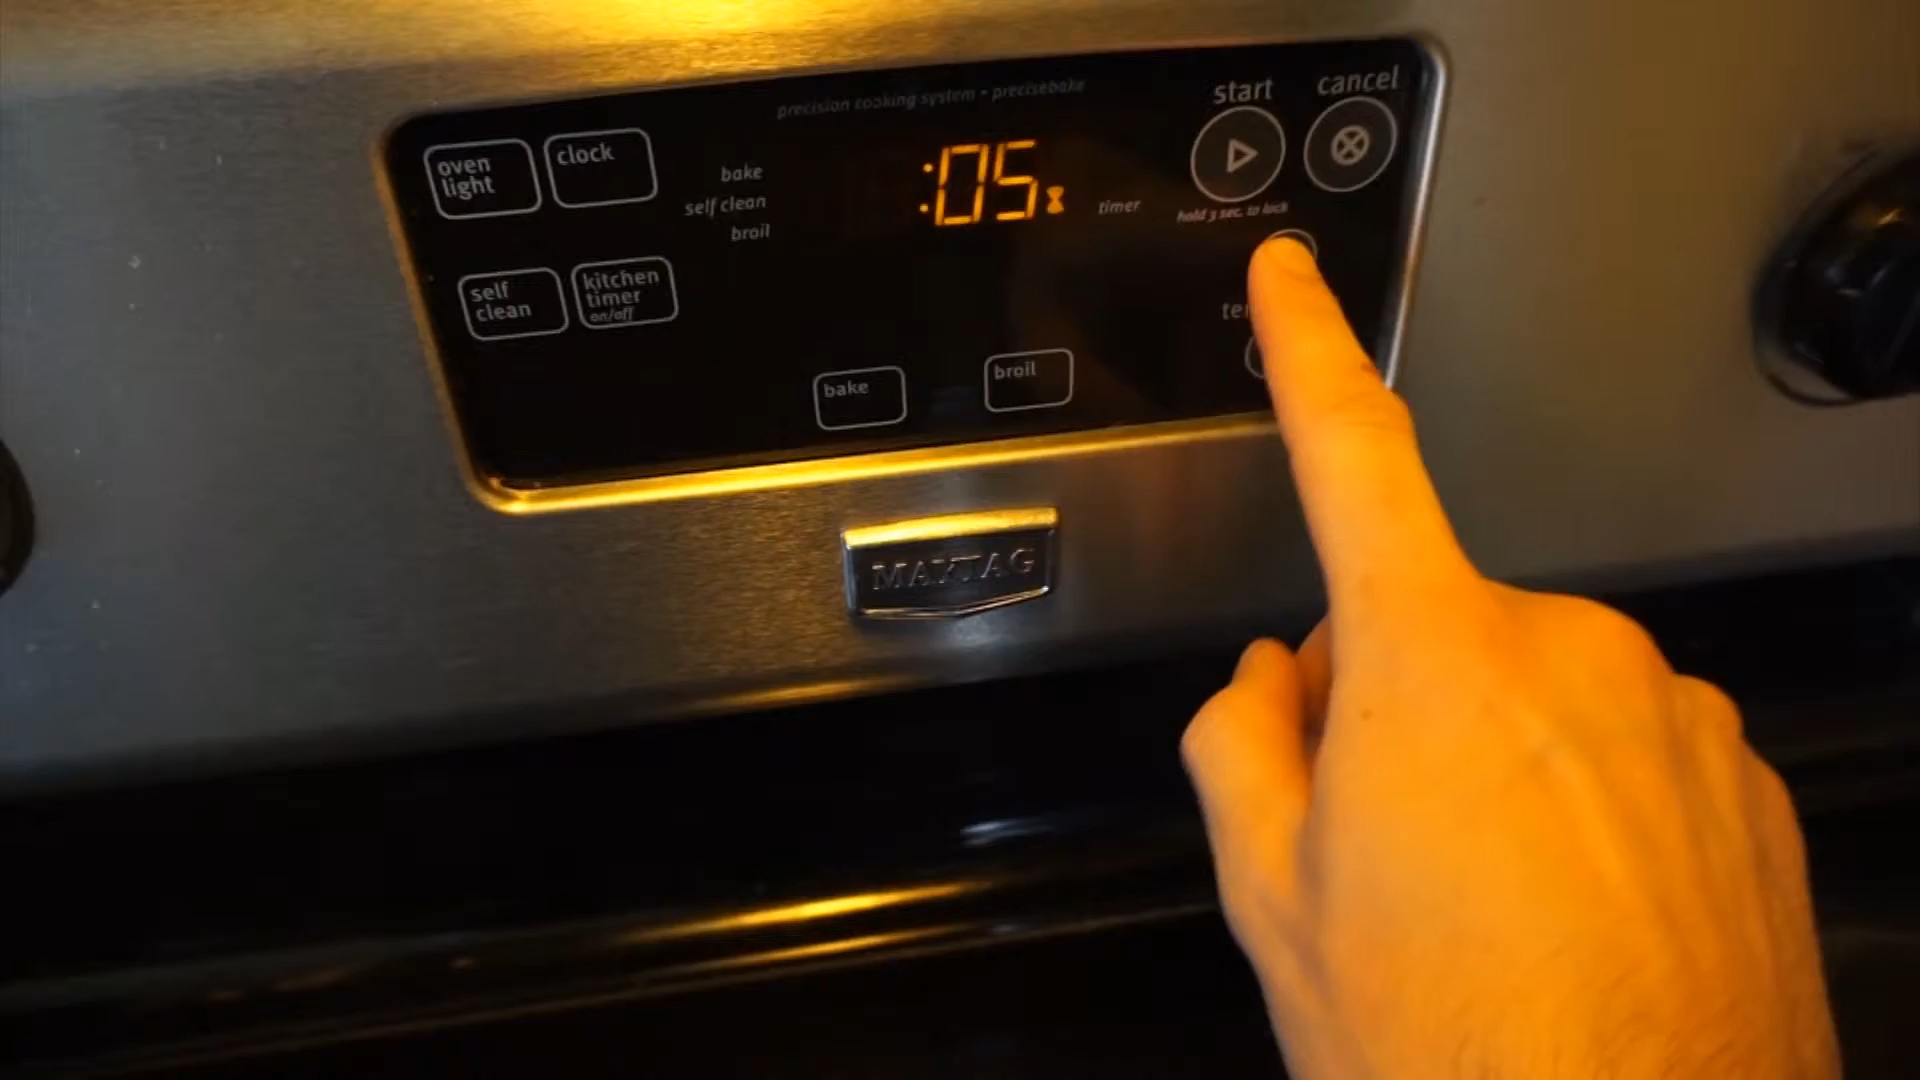 precision cooking system • precisebake
start
cancel
oven
light
clock
bake
self clean
broil
:05
timer
hold 3 sec. to lock
self
clean
kitchen
timer
on/off
bake
broil
MAYTAG